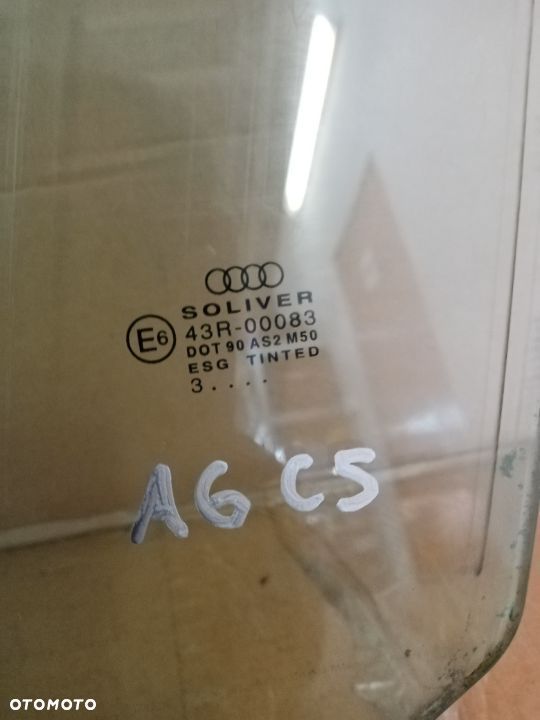 SOLIVER
E6 43R-00083
DOT 90 AS2 M50
ESG TINTED
3....
A6 C5
OTOMOTO